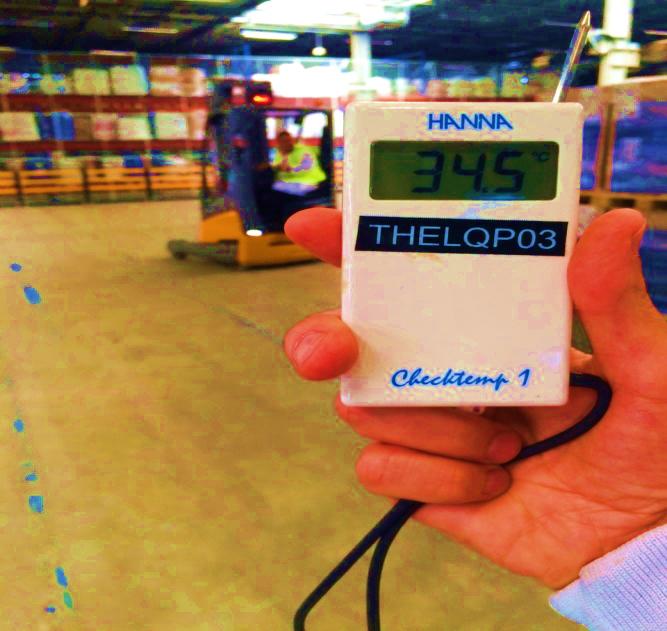 HANNA
34.5 °C
THELQP03
Checktemp 1